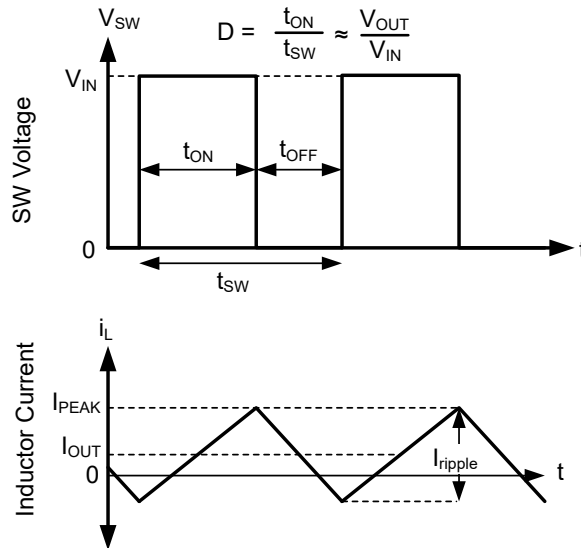 V_SW
D = t_ON / t_SW ≈ V_OUT / V_IN
V_IN
SW Voltage
t_ON
t_OFF
0
t
t_SW
i_L
Inductor Current
I_PEAK
I_OUT
0
I_ripple
t